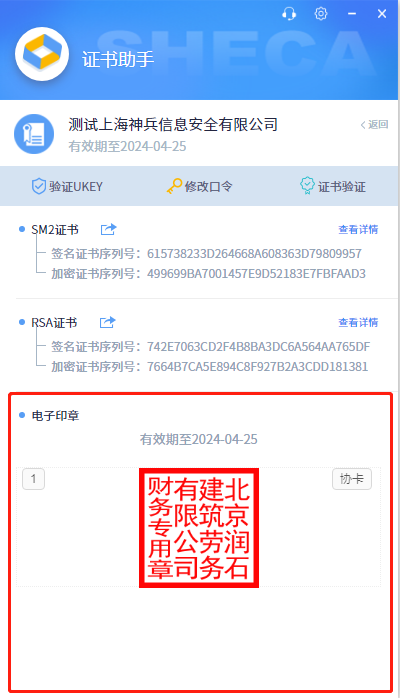 SHECA
证书助手
测试上海神兵信息安全有限公司
返回
有效期至2024-04-25
验证UKEY
修改口令
证书验证
SM2证书
查看详情
签名证书序列号：615738233D264668A608363D79809957
加密证书序列号：499699BA7001457E9D52183E7FBFAAD3
RSA证书
查看详情
签名证书序列号：742E7063CD2F4B8BA3DC6A564AA765DF
加密证书序列号：7664B7CA5E894C8F927B2A3CDD181381
电子印章
有效期至2024-04-25
1
协卡
北京润石
建筑劳务
有限公司
财务专用章